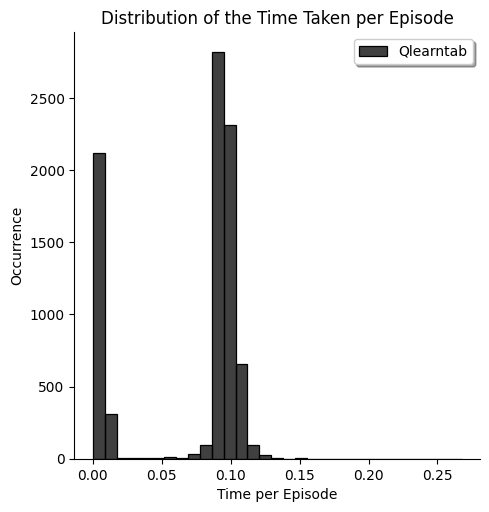 Distribution of the Time Taken per Episode
Qlearntab
2500
2000
1500
1000
500
0
Occurrence
0.00 0.05 0.10 0.15 0.20 0.25
Time per Episode